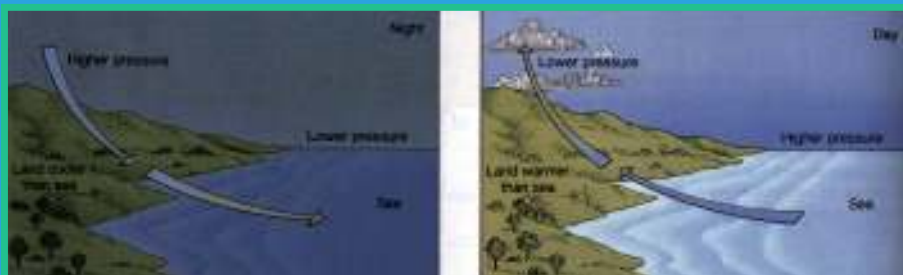 Night
Higher pressure
Lower pressure
Land cooler
than sea
Sea
Day
Lower pressure
Higher pressure
Land warmer
than sea
Sea